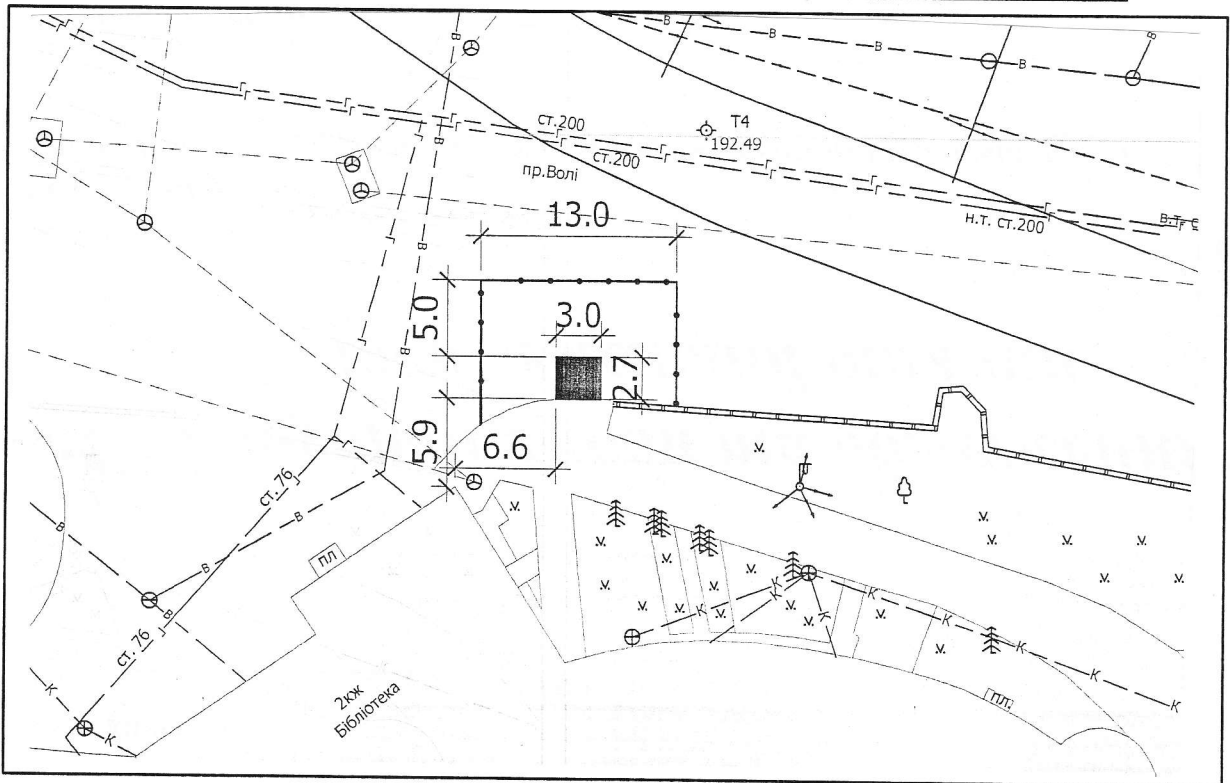 В
В
В
В
В
Г
Г
Г
Г
В
В
ст.200
Т4
192.49
ст.200
пр.Волі
Г
Г
Г
Г
Г
Г
Г
Г
н.т. ст.200
13.0
Г
В
5.0
3.0
В
2.7
5.9
6.6
Г
ст.76
Г
В
В
пл
К
К
К
К
К
К
В
ст.76
Г
К
2кж
Бібліотека
пл.
К
К